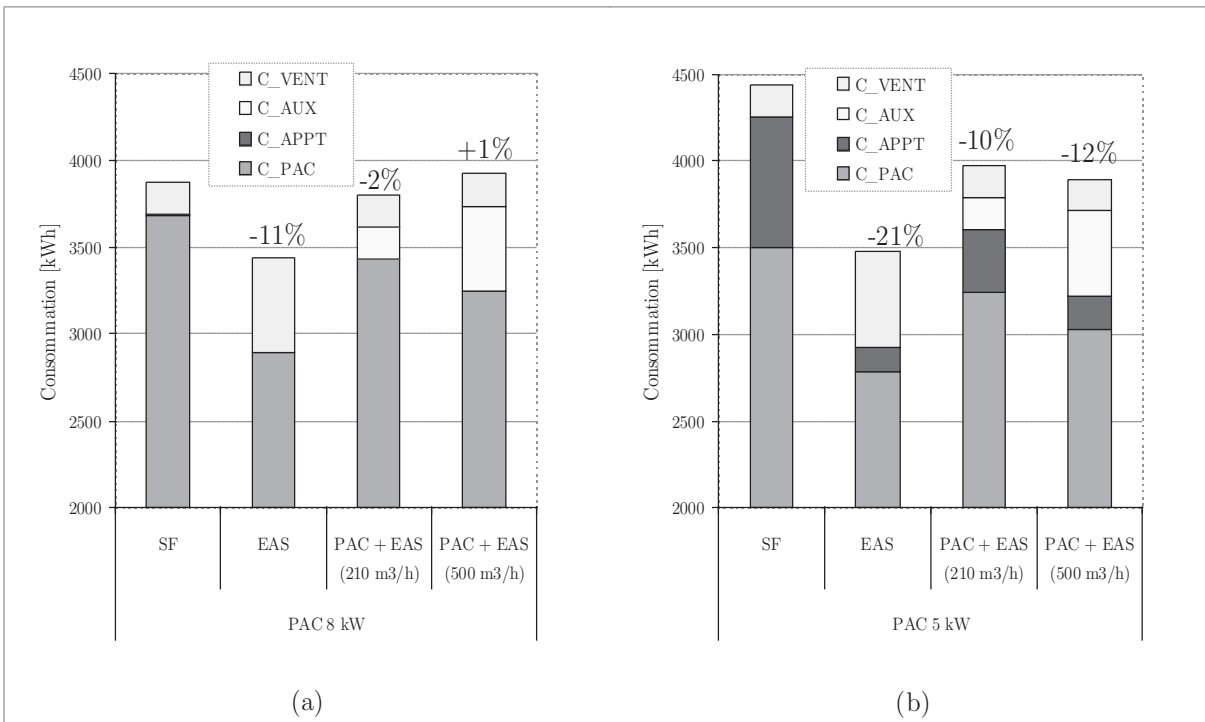 4500
4000
3500
3000
2500
2000
Consommation [kWh]
C_VENT
C_AUX
C_APPT
C_PAC
-11%
-2%
+1%
SF
EAS
PAC + EAS
(210 m3/h)
PAC + EAS
(500 m3/h)
PAC 8 kW
(a)
4500
4000
3500
3000
2500
2000
Consommation [kWh]
C_VENT
C_AUX
C_APPT
C_PAC
-21%
-10%
-12%
SF
EAS
PAC + EAS
(210 m3/h)
PAC + EAS
(500 m3/h)
PAC 5 kW
(b)